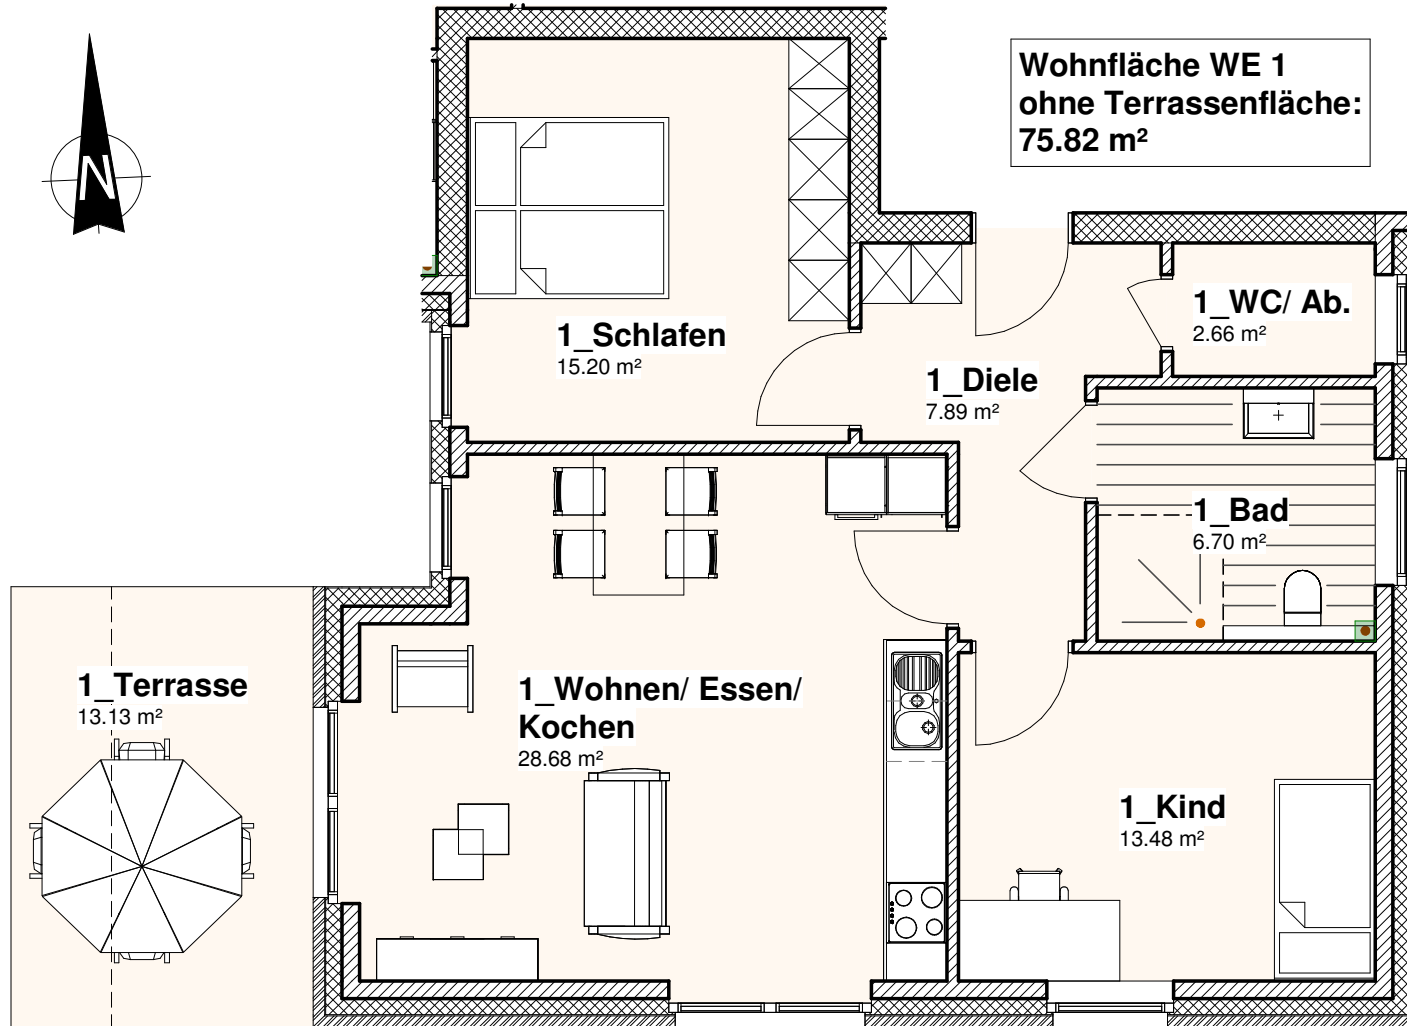 N
Wohnfläche WE 1
ohne Terrassenfläche:
75.82 m²
1_Schlafen
15.20 m²
1_WC/ Ab.
2.66 m²
1_Diele
7.89 m²
1_Bad
6.70 m²
1_Terrasse
13.13 m²
1_Wohnen/ Essen/
Kochen
28.68 m²
1_Kind
13.48 m²